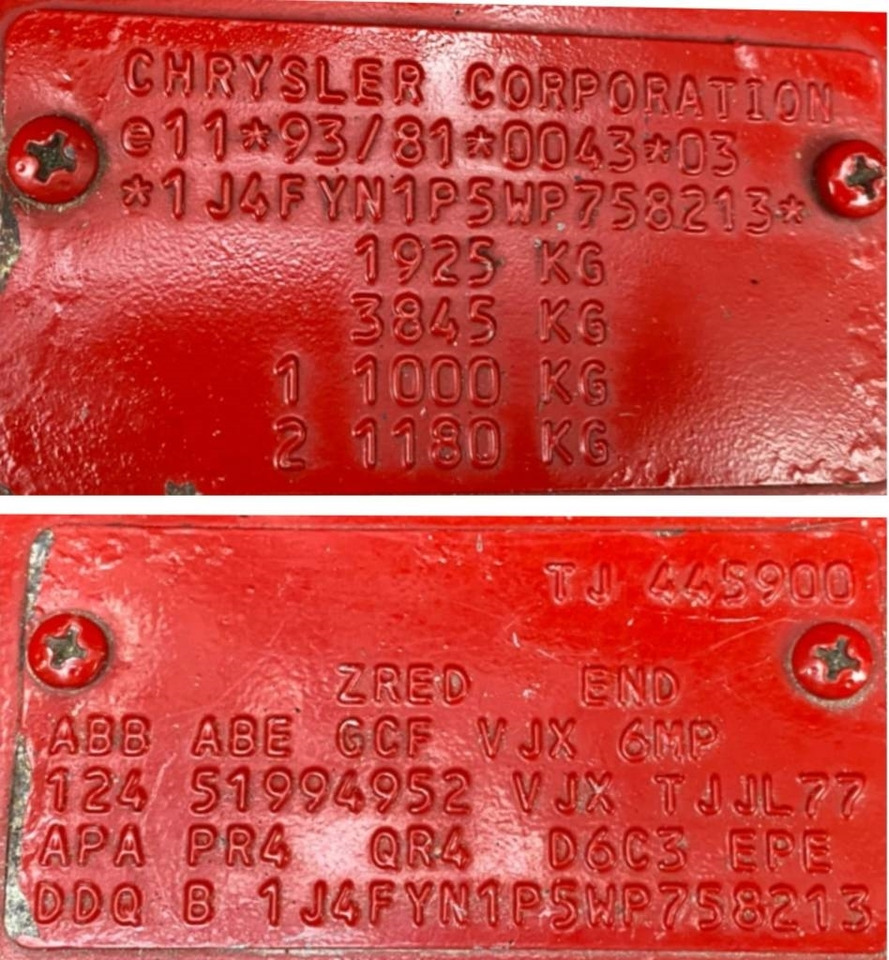 CHRYSLER CORPORATION
e11*93/81*0043*03
*1J4FYN1P5WP758213*
1925 KG
3845 KG
1 1000 KG
2 1180 KG
TJ 445900
ZRED END
ABB ABE GCF VJX 6MP
124 51994952 VJX TJJL77
APA PR4 QR4 D6C3 EPE
DDQ B 1J4FYN1P5WP758213